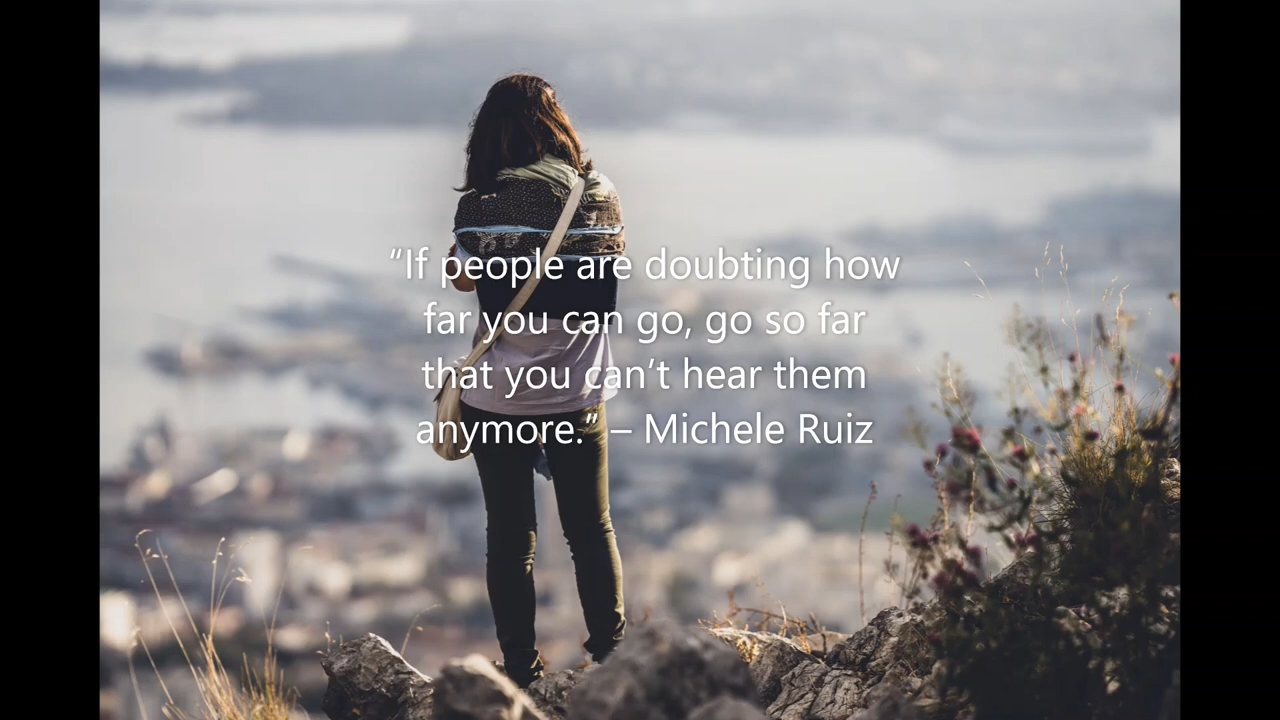 “If people are doubting how
far you can go, go so far
that you can’t hear them
anymore.” – Michele Ruiz